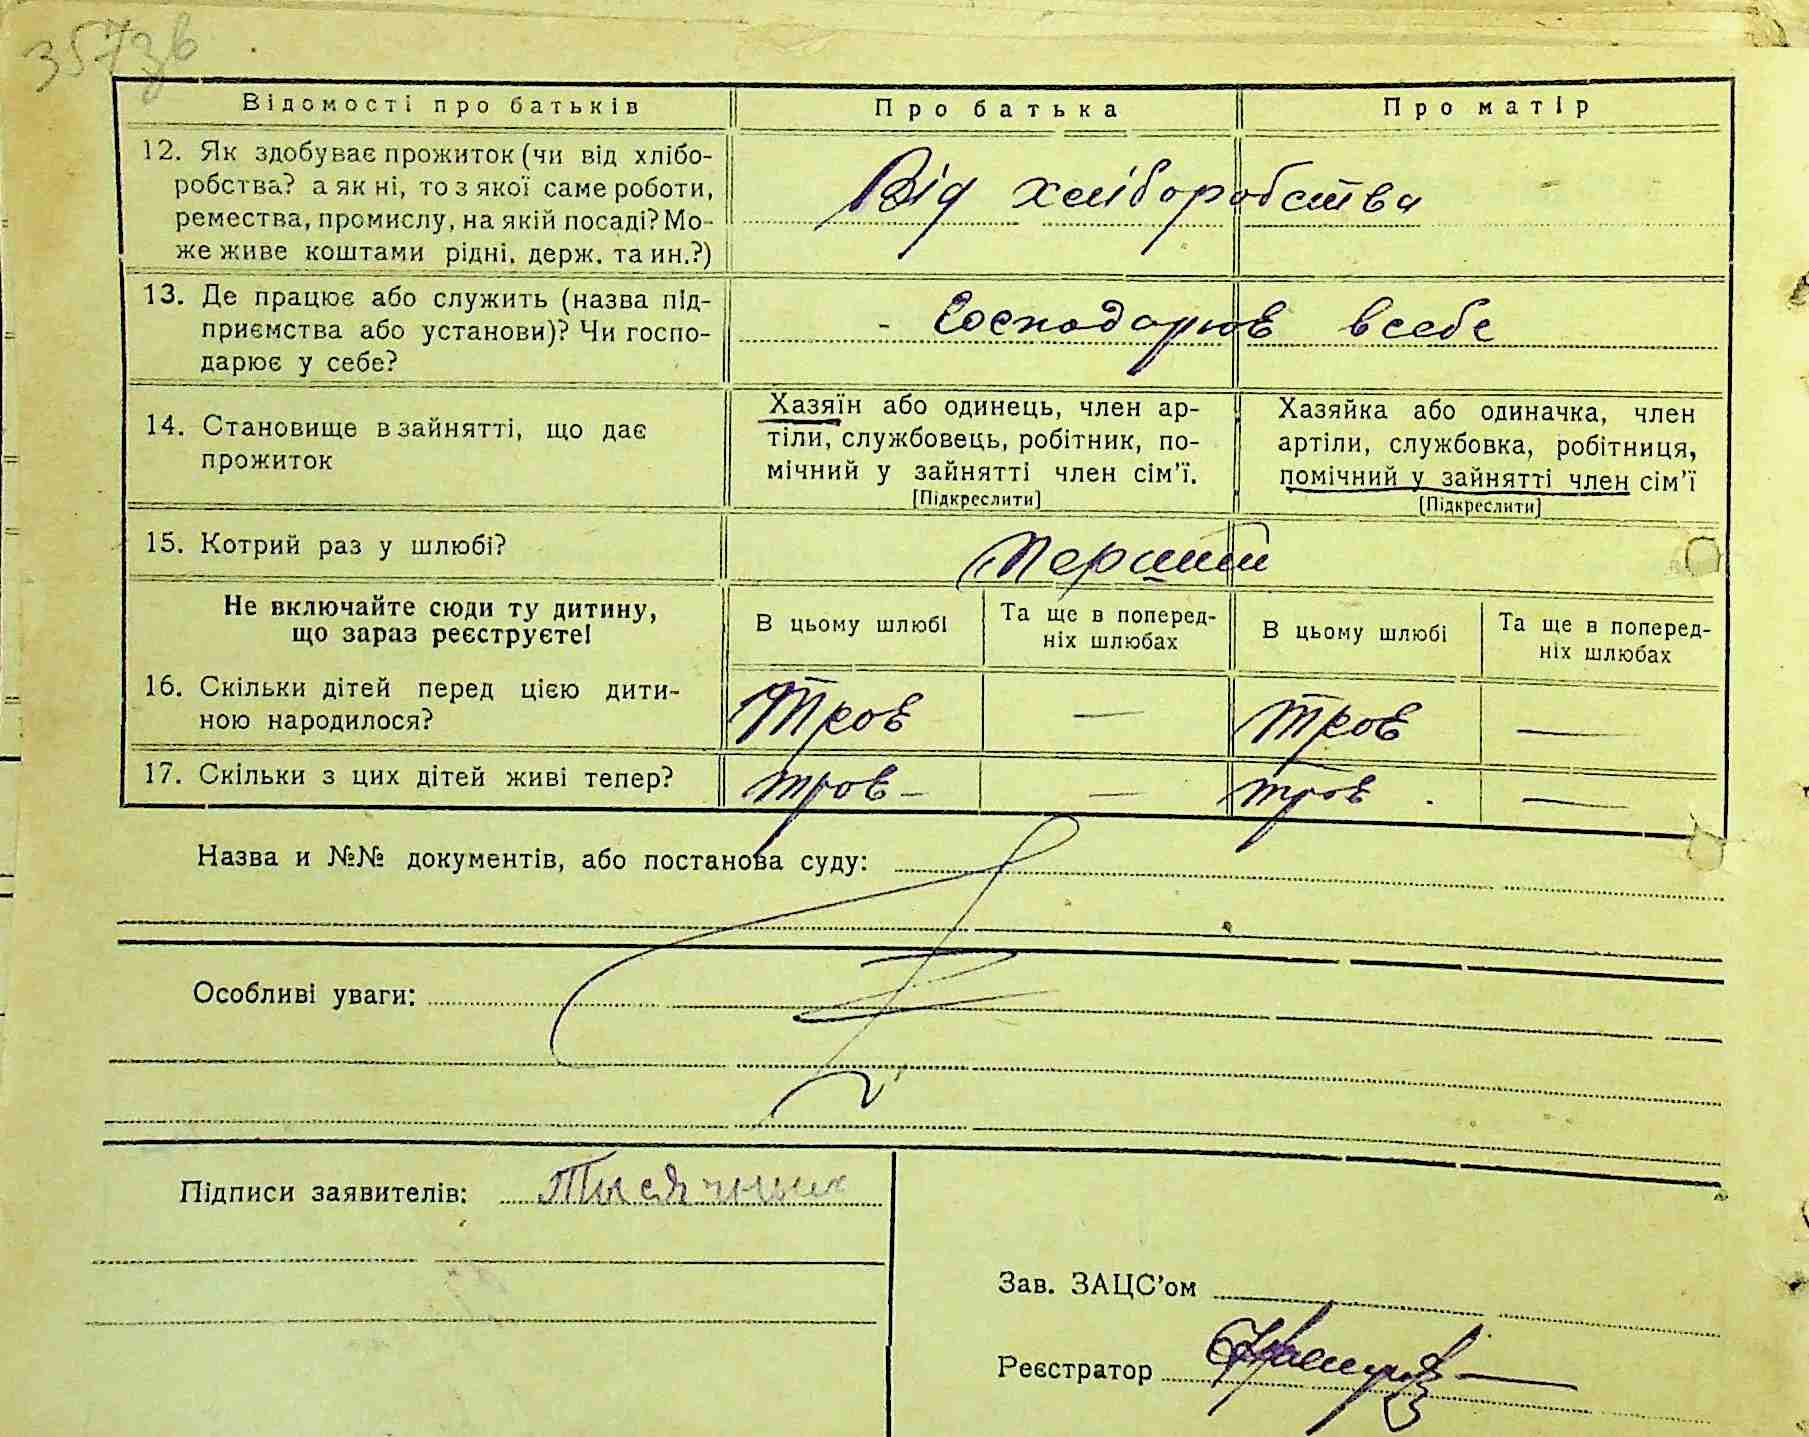 357зв
Відомості про батьків
Про батька
Про матір
12. Як здобуває прожиток (чи від хлібо-
робства? а як ні, то з якої саме роботи,
ремества, промислу, на якій посаді? Мо-
же живе коштами рідні, держ. та ин.?)
Від хліборобства
13. Де працює або служить (назва під-
приємства або установи)? Чи госпо-
дарює у себе?
- Господарює в себе
14. Становище в зайнятті, що дає
прожиток
Хазяїн або одинець, член ар-
тіли, службовець, робітник, по-
мічний у зайнятті член сім'ї.
[Підкреслити]
Хазяйка або одиначка, член
артіли, службовка, робітниця,
помічний у зайнятті член сім'ї
[Підкреслити]
15. Котрий раз у шлюбі?
Перший
Не включайте сюди ту дитину,
що зараз реєструєте!
В цьому шлюбі
Та ще в поперед-
ніх шлюбах
В цьому шлюбі
Та ще в поперед-
ніх шлюбах
16. Скільки дітей перед цією дити-
ною народилося?
Троє — Троє —
17. Скільки з цих дітей живі тепер?
троє - — троє . —
Назва и №№ документів, або постанова суду:
Особливі уваги:
Підписи заявителів: Тысячник
Зав. ЗАЦС'ом
Реєстратор